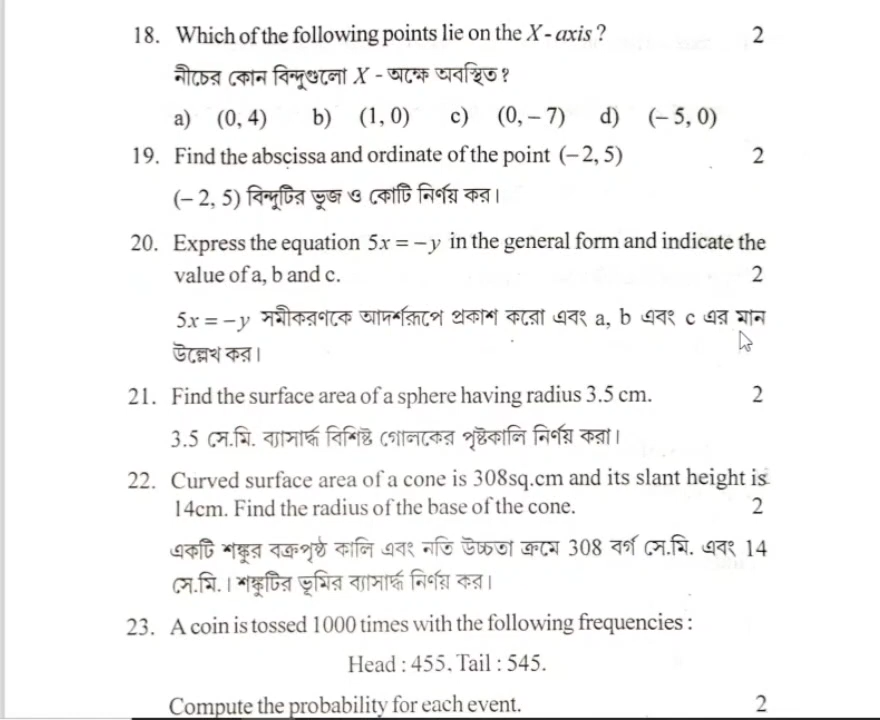 18. Which of the following points lie on the X - axis ? 2
নীচের কোন বিন্দুগুলো X - অক্ষে অবস্থিত ?
a) (0, 4) b) (1, 0) c) (0, – 7) d) (– 5, 0)
19. Find the abscissa and ordinate of the point (– 2, 5) 2
(– 2, 5) বিন্দুটির ভুজ ও কোটি নিৰ্ণয় কর।
20. Express the equation 5x = – y in the general form and indicate the
value of a, b and c. 2
5x = – y সমীকরণকে আদর্শরূপে প্রকাশ করো এবং a, b এবং c এর মান
উল্লেখ কর।
21. Find the surface area of a sphere having radius 3.5 cm. 2
3.5 সে.মি. ব্যাসার্দ্ধ বিশিষ্ট গোলকের পৃষ্ঠকালি নির্ণয় করা।
22. Curved surface area of a cone is 308sq.cm and its slant height is
14cm. Find the radius of the base of the cone. 2
একটি শঙ্কুর বক্রপৃষ্ঠ কালি এবং নতি উচ্চতা ক্রমে 308 বর্গ সে.মি. এবং 14
সে.মি.। শঙ্কুটির ভূমির ব্যাসার্দ্ধ নির্ণয় কর।
23. A coin is tossed 1000 times with the following frequencies :
Head : 455, Tail : 545.
Compute the probability for each event. 2